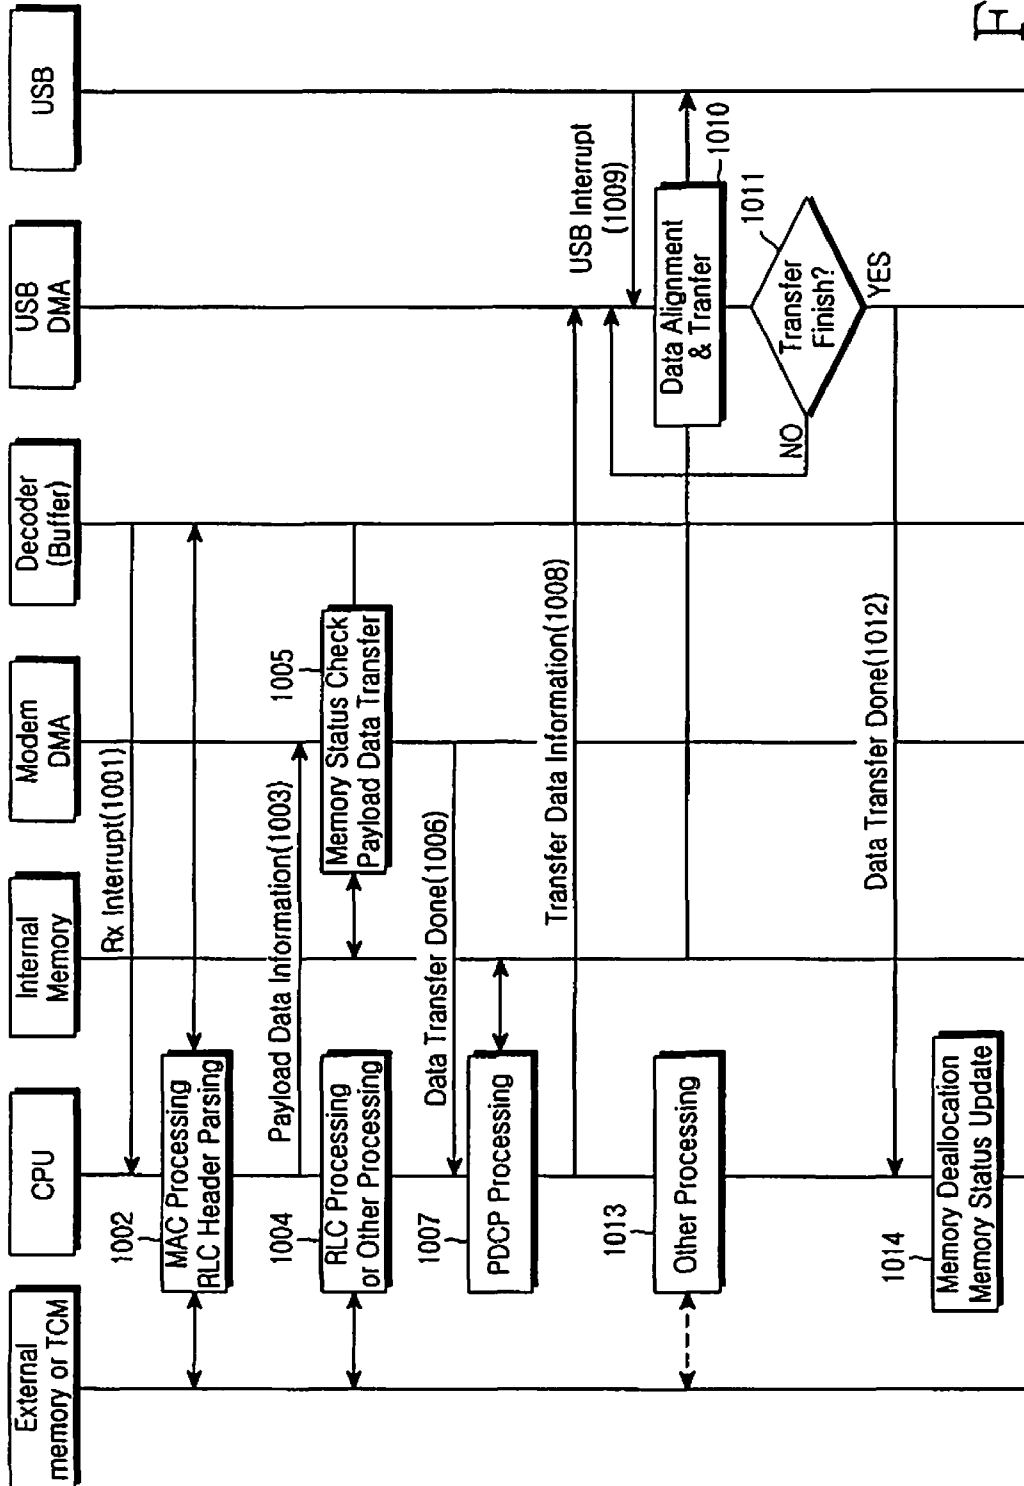 External
memory or TCM
CPU
Internal
Memory
Modem
DMA
Decoder
(Buffer)
USB
DMA
USB
Rx Interrupt(1001)
1002
MAC Processing
RLC Header Parsing
Payload Data Information(1003)
1004
RLC Processing
or Other Processing
1005
Memory Status Check
Payload Data Transfer
Data Transfer Done(1006)
1007
PDCP Processing
Transfer Data Information(1008)
USB Interrupt
(1009)
1013
Other Processing
Data Alignment
& Tranfer
1010
1011
Transfer
Finish?
NO
YES
Data Transfer Done(1012)
1014
Memory Deallocation
Memory Status Update
F